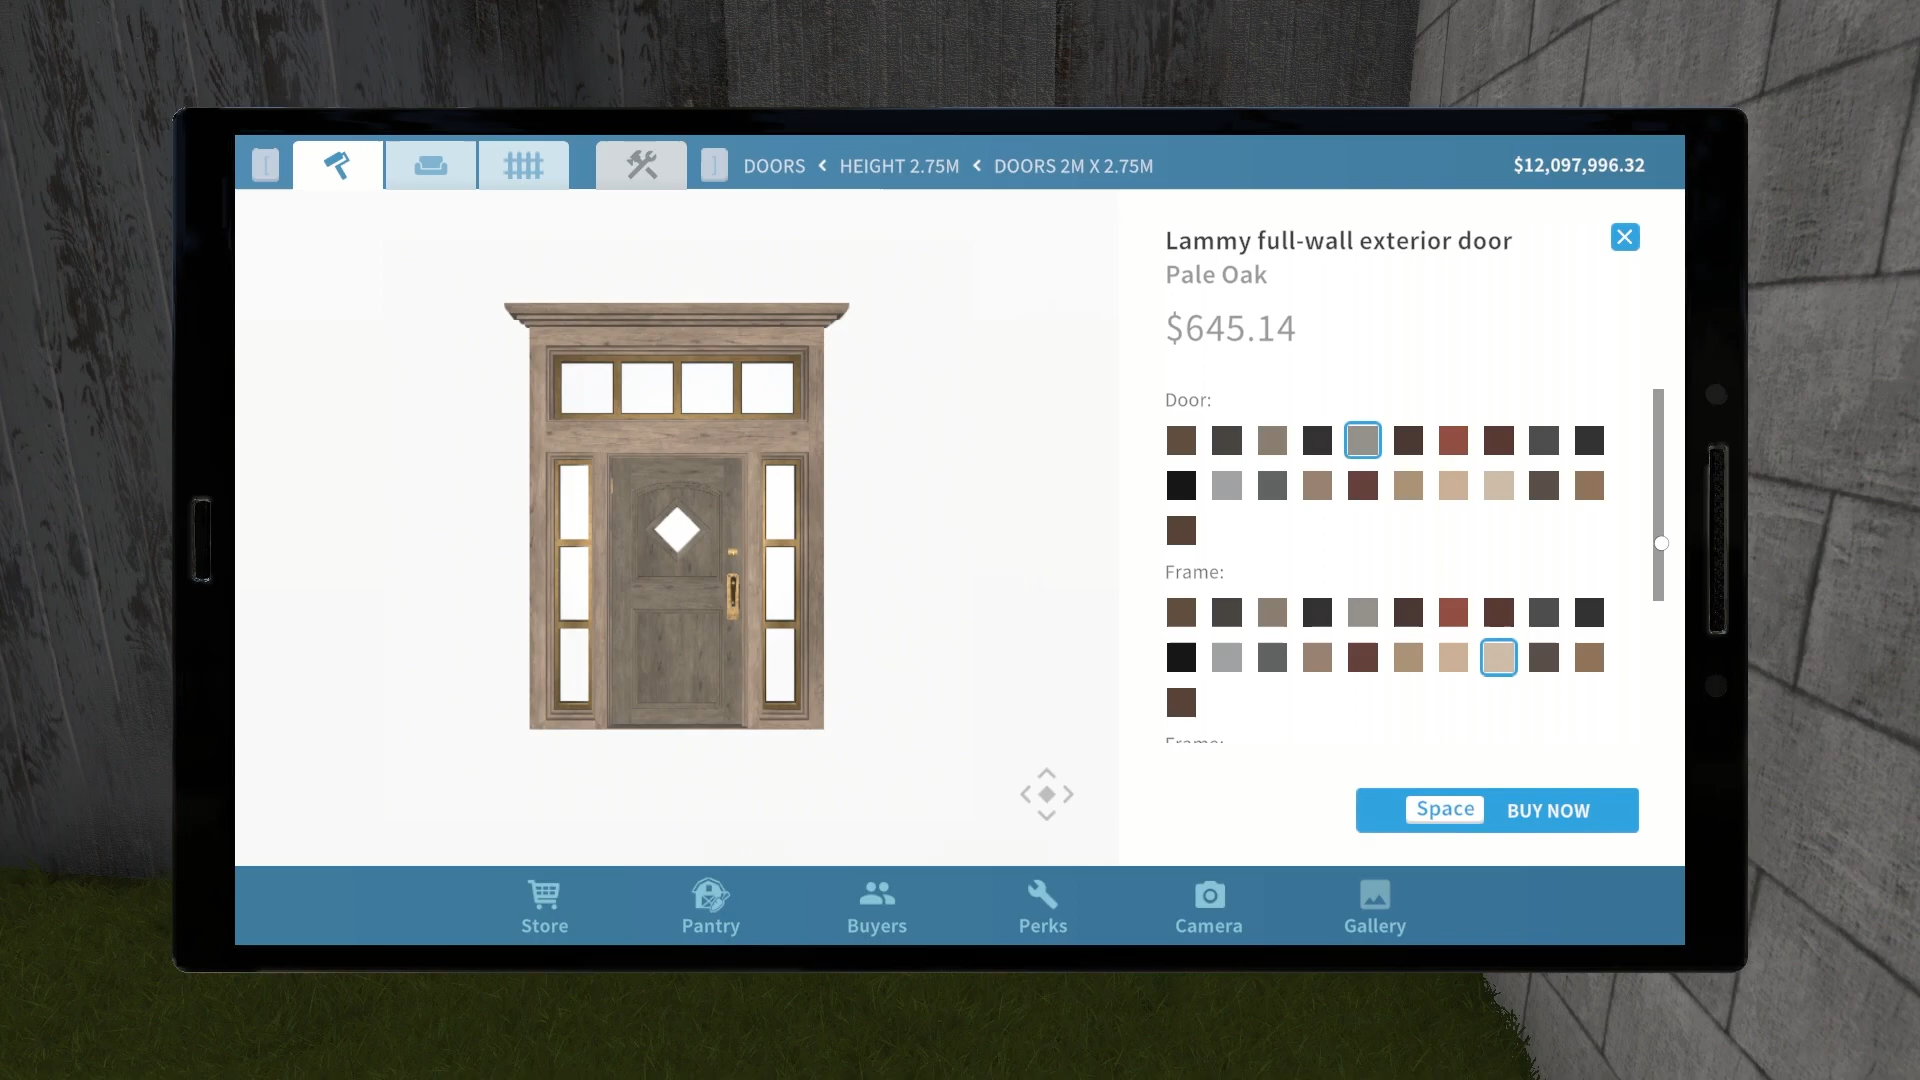 [
]
DOORS < HEIGHT 2.75M < DOORS 2M X 2.75M
$12,097,996.32
Lammy full-wall exterior door
Pale Oak
$645.14
Door:
Frame:
Frame:
Space BUY NOW
Store
Pantry
Buyers
Perks
Camera
Gallery